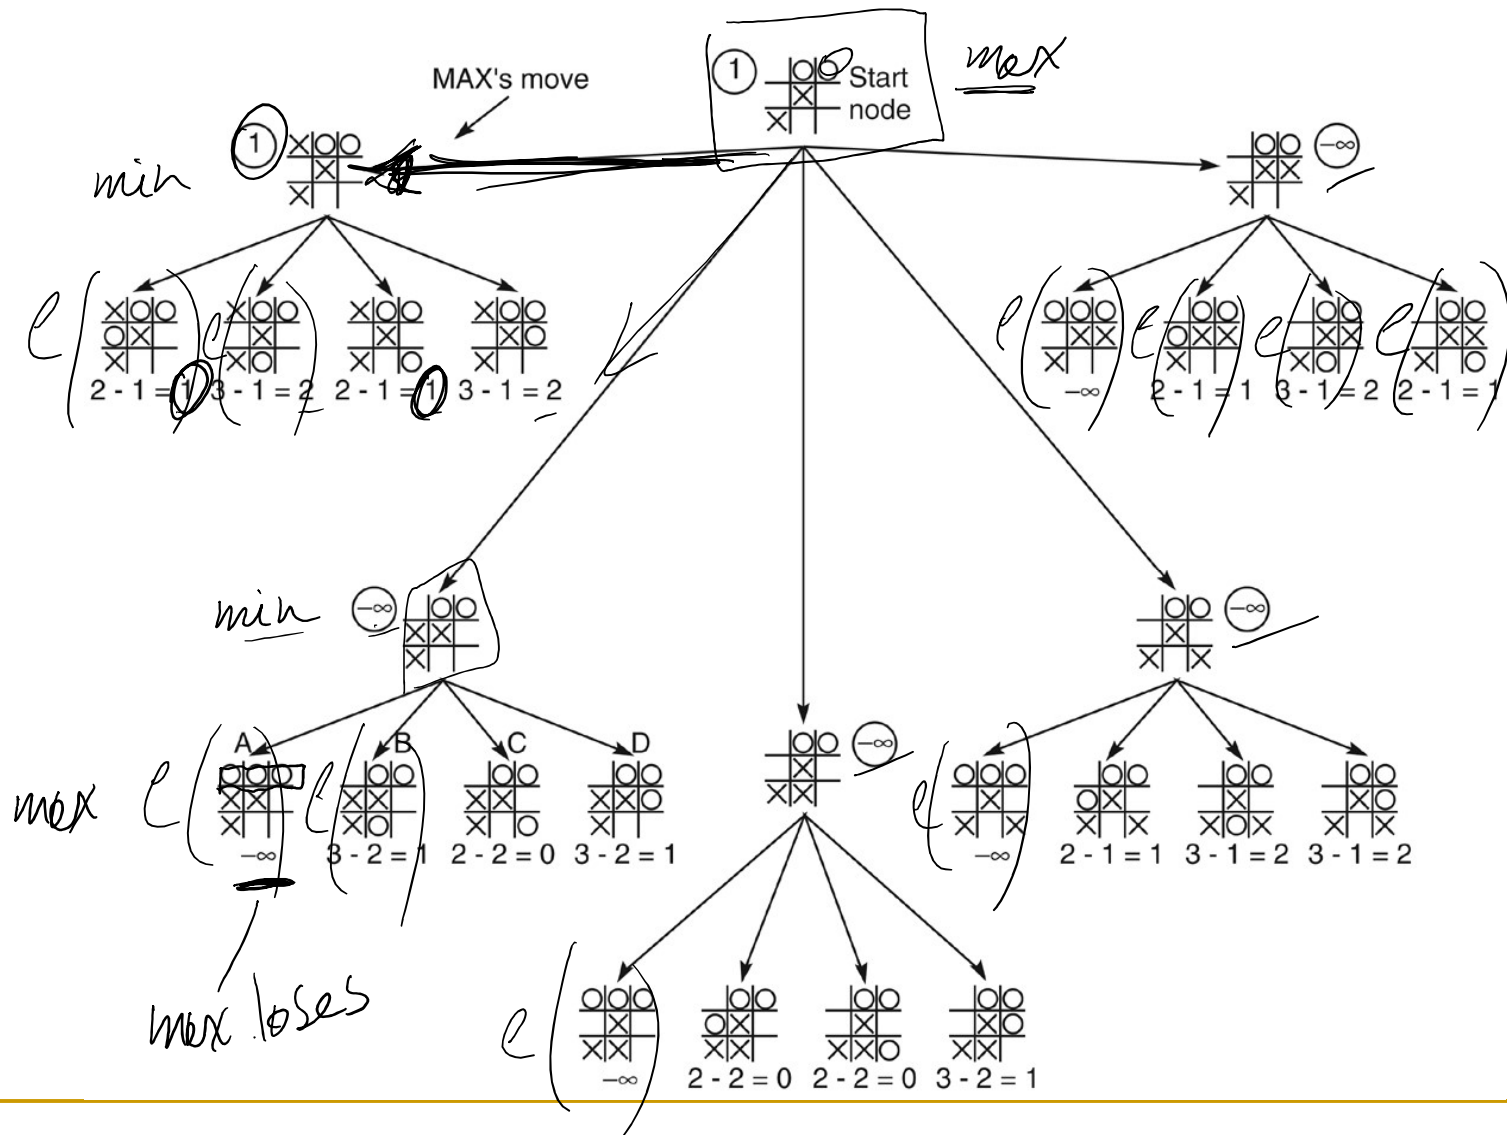 MAX's move
1
X|O|O
 |X|
X| |
Start
node
max
1
X|O|O
 |X|
X| |
min
 |O|O
 |X|X
X| |
−∞
e
X|O|O
O|X|
X| |
2 - 1 = 1
e
X|O|O
 |X|
X|O|
3 - 1 = 2
X|O|O
 |X|
X| |O
2 - 1 = 1
X|O|O
 |X|O
X| |
3 - 1 = 2
e
O|O|O
 |X|X
X| |
−∞
e
 |O|O
O|X|X
X| |
2 - 1 = 1
e
 |O|O
 |X|X
X|O|
3 - 1 = 2
e
 |O|O
 |X|X
X| |O
2 - 1 = 1
min
−∞
 |O|O
X|X|
X| |
 |O|O
 |X|
X| |X
−∞
max
e
A
O|O|O
X|X|
X| |
−∞
e
B
 |O|O
X|X|
X|O|
3 - 2 = 1
C
 |O|O
X|X|
X| |O
2 - 2 = 0
D
 |O|O
X|X|O
X| |
3 - 2 = 1
 |O|O
 |X|
X|X|
−∞
e
O|O|O
 |X|
X| |X
−∞
 |O|O
O|X|
X| |X
2 - 1 = 1
 |O|O
 |X|
X|O|X
3 - 1 = 2
 |O|O
 |X|O
X| |X
3 - 1 = 2
max loses
e
O|O|O
 |X|
X|X|
−∞
 |O|O
O|X|
X|X|
2 - 2 = 0
 |O|O
 |X|
X|X|O
2 - 2 = 0
 |O|O
 |X|O
X|X|
3 - 2 = 1